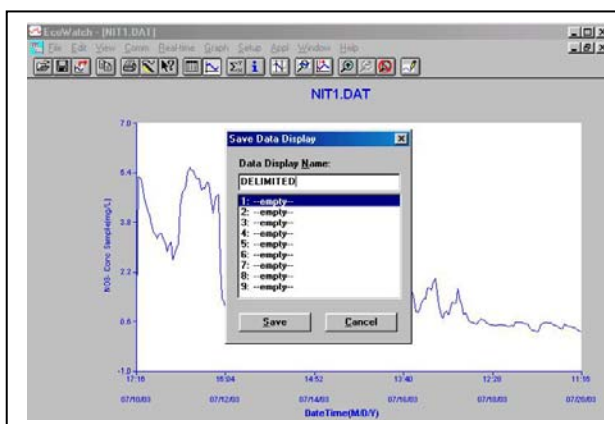 EcoWatch - [NIT1.DAT]
File Edit View Comm Real-time Graph Setup Appl Window Help
NIT1.DAT
Save Data Display
Data Display Name:
DELIMITED
1: --empty--
2: --empty--
3: --empty--
4: --empty--
5: --empty--
6: --empty--
7: --empty--
8: --empty--
9: --empty--
Save Cancel
NO3- Conc Sample(mg/L)
7.0
5.4
3.8
2.2
0.6
-1.0
17:16 16:04 14:52 13:40 12:28 11:16
07/10/03 07/12/03 07/14/03 07/16/03 07/18/03 07/20/03
DateTime(M/D/Y)